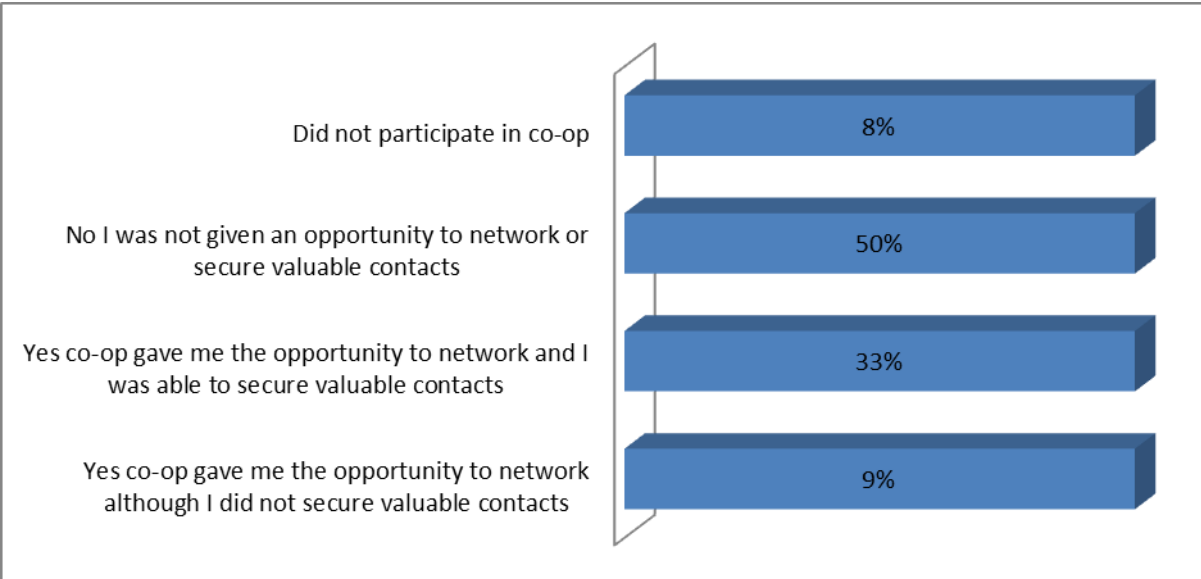 Did not participate in co-op
8%
No I was not given an opportunity to network or
secure valuable contacts
50%
Yes co-op gave me the opportunity to network and I
was able to secure valuable contacts
33%
Yes co-op gave me the opportunity to network
although I did not secure valuable contacts
9%